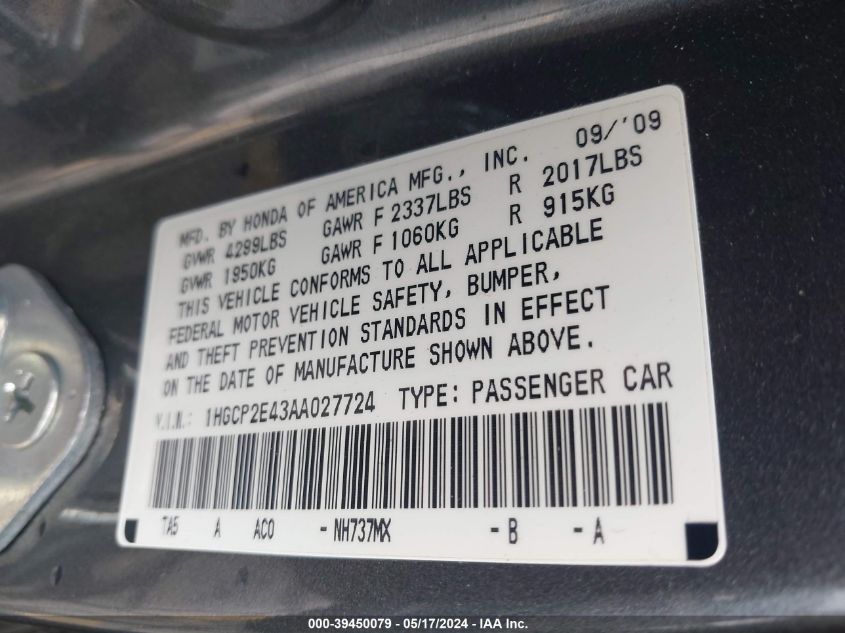 09/'09
MFD. BY HONDA OF AMERICA MFG., INC.
GVWR 4299LBS GAWR F 2337LBS R 2017LBS
GVWR 1950KG GAWR F 1060KG R 915KG
THIS VEHICLE CONFORMS TO ALL APPLICABLE
FEDERAL MOTOR VEHICLE SAFETY, BUMPER,
AND THEFT PREVENTION STANDARDS IN EFFECT
ON THE DATE OF MANUFACTURE SHOWN ABOVE.
V.I.N.: 1HGCP2E43AA027724 TYPE: PASSENGER CAR
TA5 A AC0 - NH737MX - B - A
000-39450079 - 05/17/2024 - IAA Inc.